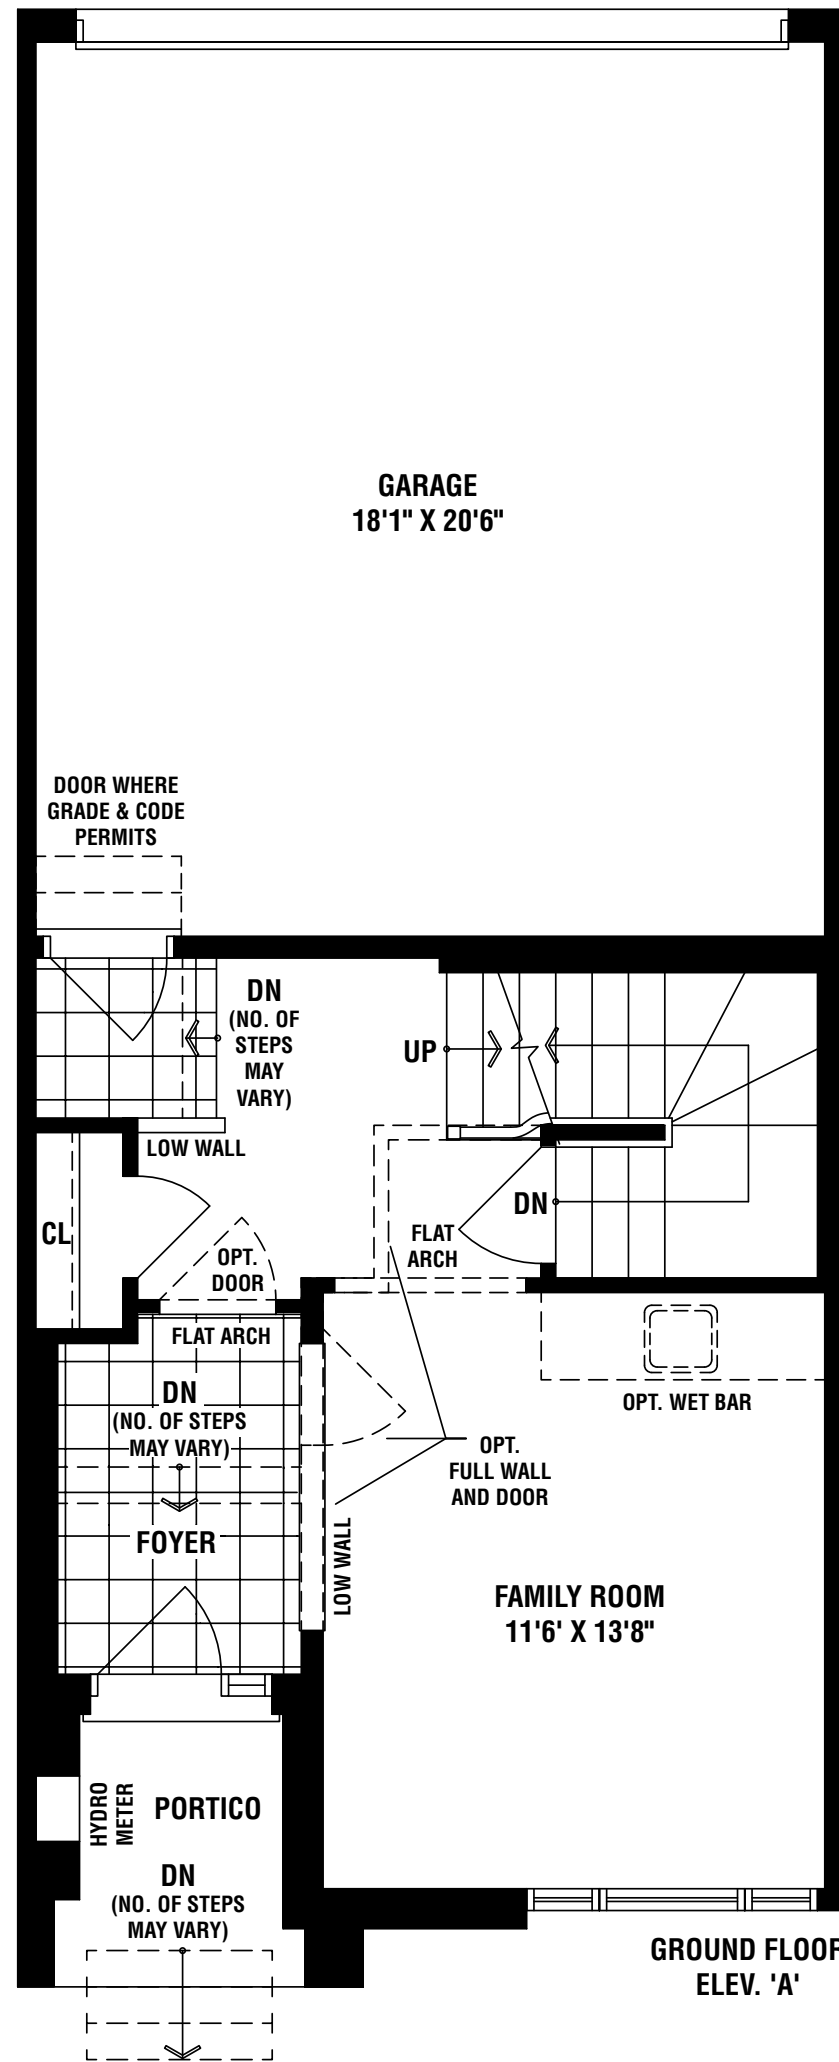 GARAGE
18'1" X 20'6"
DOOR WHERE
GRADE & CODE
PERMITS
DN
(NO. OF
STEPS
MAY
VARY)
UP
LOW WALL
CL
OPT.
DOOR
FLAT
ARCH
DN
FLAT ARCH
DN
(NO. OF STEPS
MAY VARY)
OPT. WET BAR
OPT.
FULL WALL
AND DOOR
FOYER
LOW WALL
FAMILY ROOM
11'6' X 13'8"
HYDRO
METER
PORTICO
DN
(NO. OF STEPS
MAY VARY)
GROUND FLOOR
ELEV. 'A'